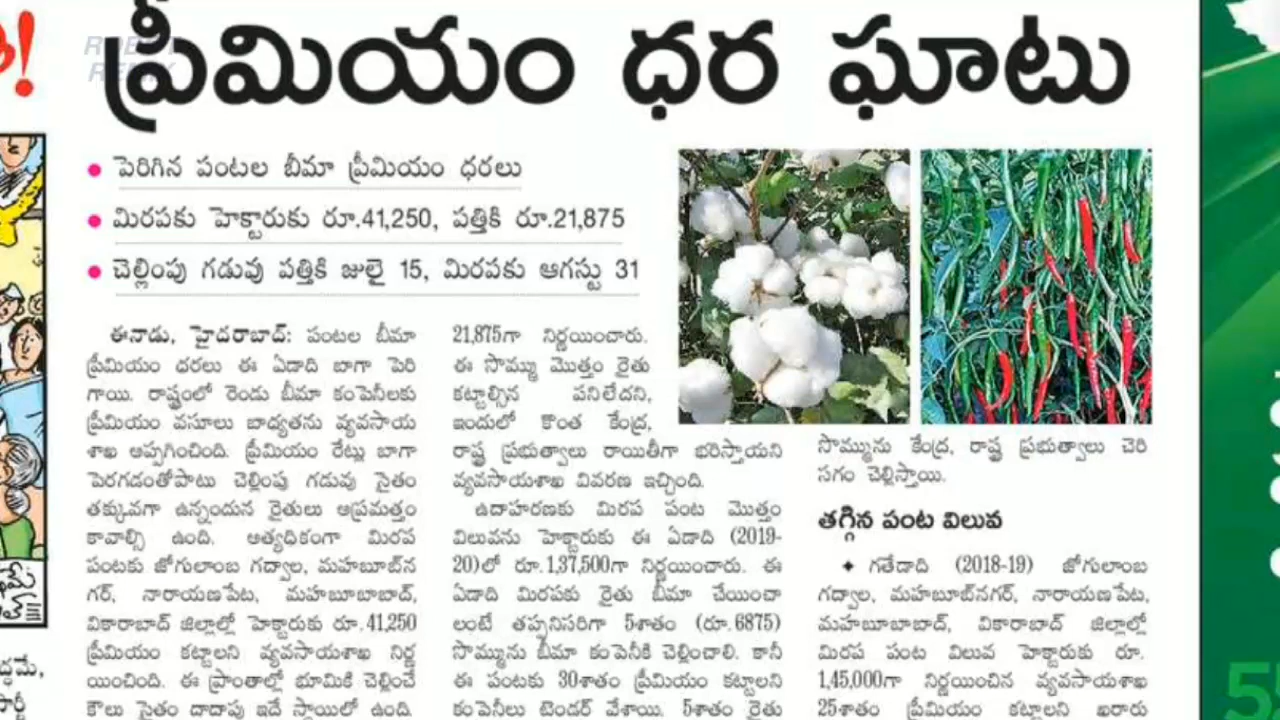 ప్రీమియం ధర ఘాటు
• పెరిగిన పంటల బీమా ప్రీమియం ధరలు
• మిరపకు హెక్టారుకు రూ.41,250, పత్తికి రూ.21,875
• చెల్లింపు గడువు పత్తికి జులై 15, మిరపకు ఆగస్టు 31
ఈనాడు, హైదరాబాద్: పంటల బీమా
ప్రీమియం ధరలు ఈ ఏడాది బాగా పెరి
గాయి. రాష్ట్రంలో రెండు బీమా కంపెనీలకు
ప్రీమియం వసూలు బాధ్యతను వ్యవసాయ
శాఖ అప్పగించింది. ప్రీమియం రేట్లు బాగా
పెరగడంతోపాటు చెల్లింపు గడువు సైతం
తక్కువగా ఉన్నందున రైతులు అప్రమత్తం
కావాల్సి ఉంది. అత్యధికంగా మిరప
పంటకు జోగులాంబ గద్వాల, మహబూబ్‌న
గర్, నారాయణపేట, మహబూబాబాద్,
వికారాబాద్ జిల్లాల్లో హెక్టారుకు రూ.41,250
ప్రీమియం కట్టాలని వ్యవసాయశాఖ నిర్ణ
యించింది. ఈ ప్రాంతాల్లో భూమికి చెల్లించే
కౌలు సైతం దాదాపు ఇదే స్థాయిలో ఉంది.
21,875గా నిర్ణయించారు.
ఈ సొమ్ము మొత్తం రైతు
కట్టాల్సిన పనిలేదని,
ఇందులో కొంత కేంద్ర,
రాష్ట్ర ప్రభుత్వాలు రాయితీగా భరిస్తాయని
వ్యవసాయశాఖ వివరణ ఇచ్చింది.
ఉదాహరణకు మిరప పంట మొత్తం
విలువను హెక్టారుకు ఈ ఏడాది (2019-
20)లో రూ.1,37,500గా నిర్ణయించారు. ఈ
ఏడాది మిరపకు రైతు బీమా చేయించా
లంటే తప్పనిసరిగా 5శాతం (రూ.6875)
సొమ్మును బీమా కంపెనీకి చెల్లించాలి. కానీ
ఈ పంటకు 30శాతం ప్రీమియం కట్టాలని
కంపెనీలు టెండర్ వేశాయి. 5శాతం రైతు
సొమ్మును కేంద్ర, రాష్ట్ర ప్రభుత్వాలు చెరి
సగం చెల్లిస్తాయి.
తగ్గిన పంట విలువ
♦ గతేడాది (2018-19) జోగులాంబ
గద్వాల, మహబూబ్‌నగర్, నారాయణపేట,
మహబూబాబాద్, వికారాబాద్ జిల్లాల్లో
మిరప పంట విలువ హెక్టారుకు రూ.
1,45,000గా నిర్ణయించిన వ్యవసాయశాఖ
25శాతం ప్రీమియం కట్టాలని ఖరారు